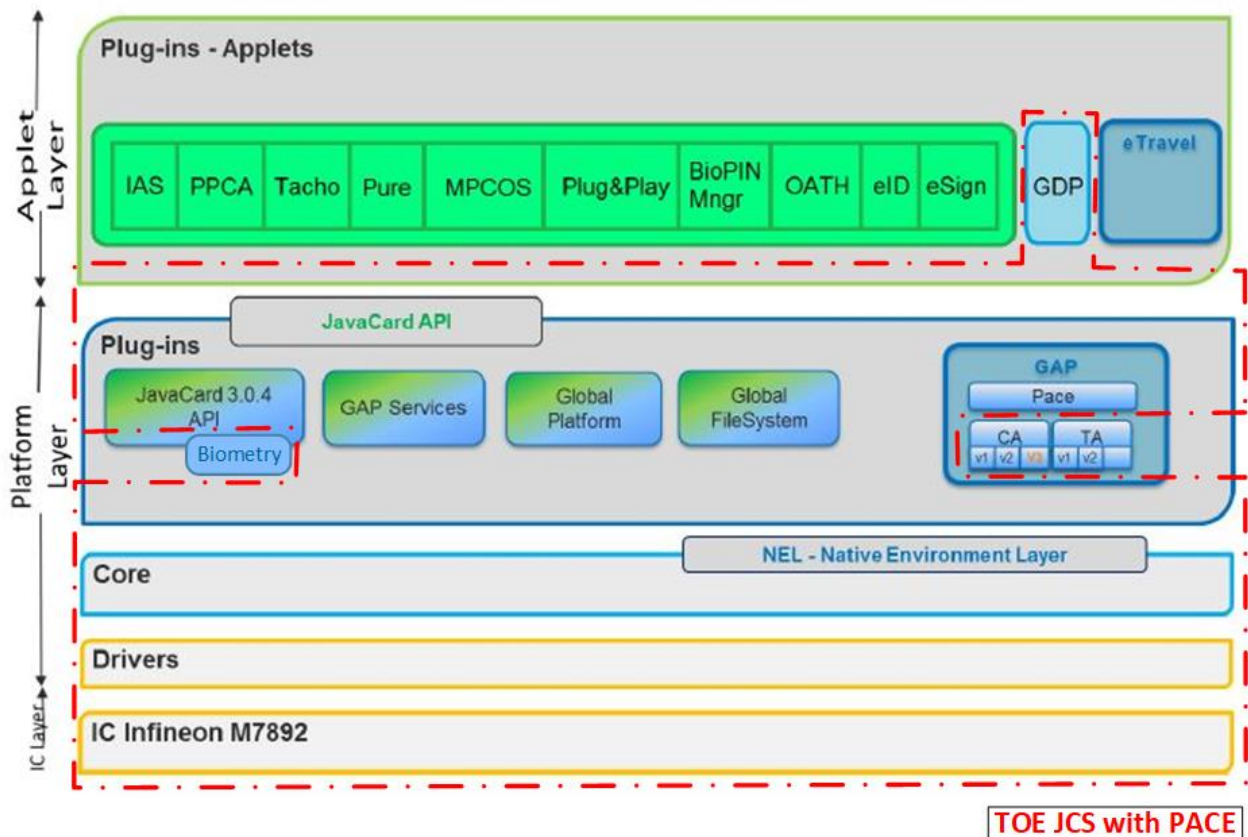 Applet
Layer
Plug-ins - Applets
IAS PPCA Tacho Pure MPCOS Plug&Play BioPIN
Mngr OATH eID eSign
GDP
eTravel
Platform
Layer
JavaCard API
Plug-ins
JavaCard 3.0.4
API
Biometry
GAP Services
Global
Platform
Global
FileSystem
GAP
Pace
CA TA
v1 v2 V3 v1 v2
NEL - Native Environment Layer
Core
Drivers
IC Layer
IC Infineon M7892
TOE JCS with PACE